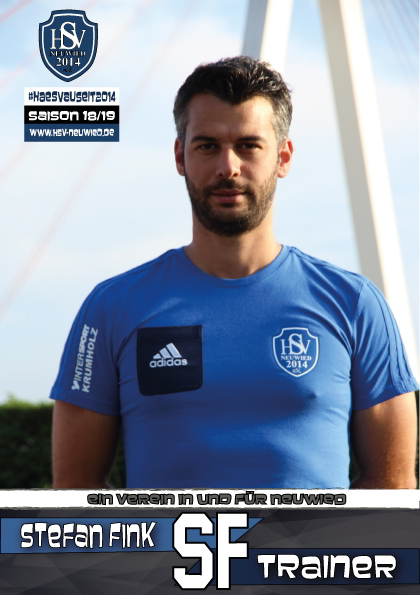 HSV
NEUWIED
2014
e.V.
#HAESVAUSEIT2014
SAISON 18/19
WWW.HSV-NEUWIED.DE
INTERSPORT
KRUMHOLZ
adidas
HSV
NEUWIED
2014
e.V.
EIN VEREIN IN UND FÜR NEUWIED
STEFAN FINK
SF
TRAINER